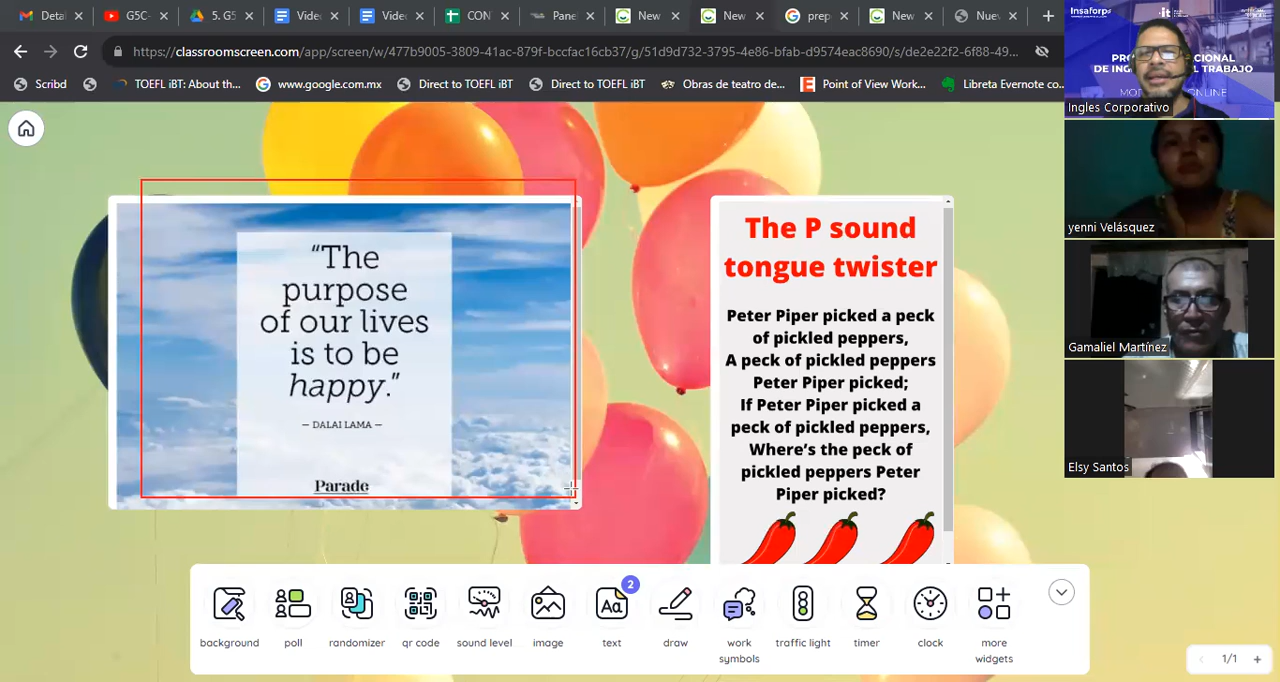 Detal
G5C-
5. G5
Video
Video
CON
Pane
New
New
prep
New
Nue
https://classroomscreen.com/app/screen/w/477b9005-3809-41ac-879f-bccfac16cb37/g/51d9d732-3795-4e86-bfab-d9574eac8690/s/de2e22f2-6f88-49...
Scribd
TOEFL iBT: About th...
www.google.com.mx
Direct to TOEFL iBT
Direct to TOEFL iBT
Obras de teatro de...
Point of View Work...
Libreta Evernote co...
“The
purpose
of our lives
is to be
happy.”
— DALAI LAMA —
Parade
The P sound
tongue twister
Peter Piper picked a peck
of pickled peppers,
A peck of pickled peppers
Peter Piper picked;
If Peter Piper picked a
peck of pickled peppers,
Where’s the peck of
pickled peppers Peter
Piper picked?
Insaforp
it
DE INGL
L TRABAJO
Ingles Corporativo
yenni Velásquez
Gamaliel Martínez
Elsy Santos
background
poll
randomizer
qr code
sound level
image
2
text
draw
work
symbols
traffic light
timer
clock
more
widgets
1/1